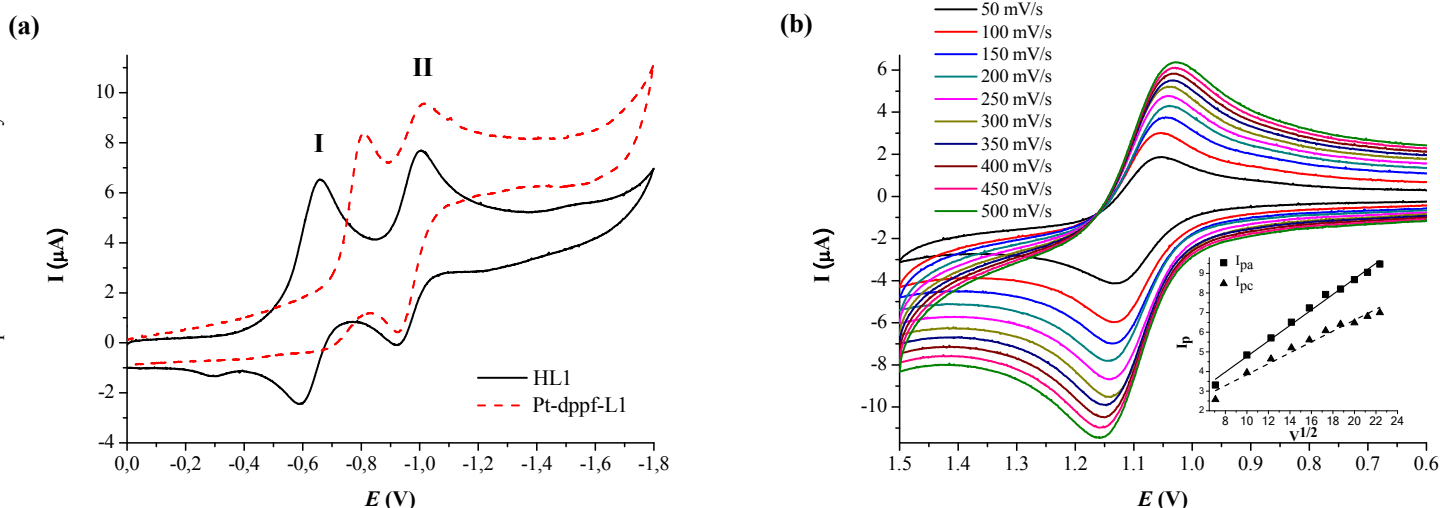 (a)
I
II
I (µA)
10
8
6
4
2
0
-2
-4
HL1
Pt-dppf-L1
0,0
-0,2
-0,4
-0,6
-0,8
-1,0
-1,2
-1,4
-1,6
-1,8
E (V)
(b)
50 mV/s
100 mV/s
150 mV/s
200 mV/s
250 mV/s
300 mV/s
350 mV/s
400 mV/s
450 mV/s
500 mV/s
I (µA)
6
4
2
0
-2
-4
-6
-8
-10
1.5
1.4
1.3
1.2
1.1
1.0
0.9
0.8
0.7
0.6
E (V)
Ipa
Ipc
Ip
9
8
7
6
5
4
3
2
8 10 12 14 16 18 20 22 24
V1/2